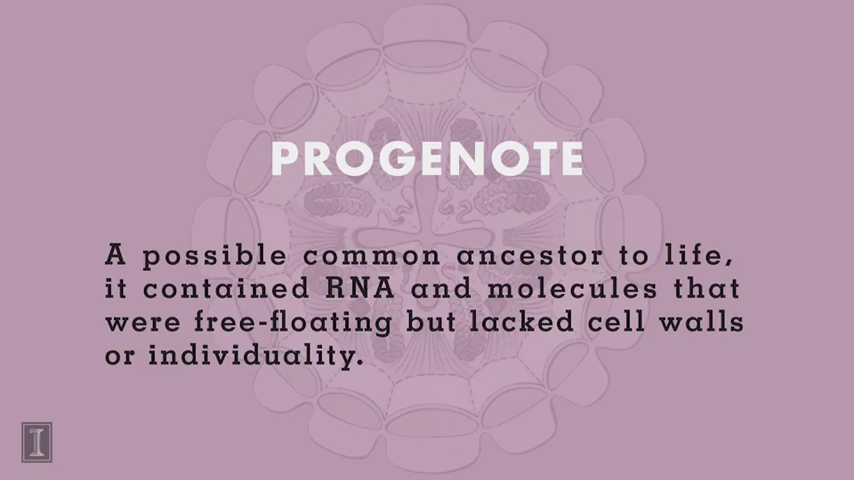 PROGENOTE
A possible common ancestor to life,
it contained RNA and molecules that
were free-floating but lacked cell walls
or individuality.
I